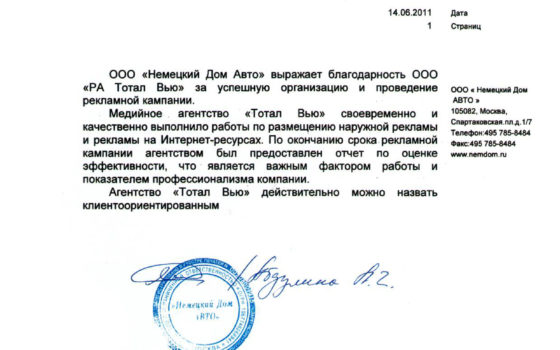 14.06.2011 Дата
1 Страниц
ООО «Немецкий Дом Авто» выражает благодарность ООО
«РА Тотал Вью» за успешную организацию и проведение
рекламной кампании.
Медийное агентство «Тотал Вью» своевременно и
качественно выполнило работы по размещению наружной рекламы
и рекламы на Интернет-ресурсах. По окончанию срока рекламной
кампании агентством был предоставлен отчет по оценке
эффективности, что является важным фактором работы и
показателем профессионализма компании.
Агентство «Тотал Вью» действительно можно назвать
клиентоориентированным
ООО « Немецкий Дом
АВТО »
105082, Москва,
Спартаковская пл.д.1/7
Телефон:495 785-8484
Факс:495 785-8484
www.nemdom.ru
Абдулина А.
«Немецкий Дом
АВТО»